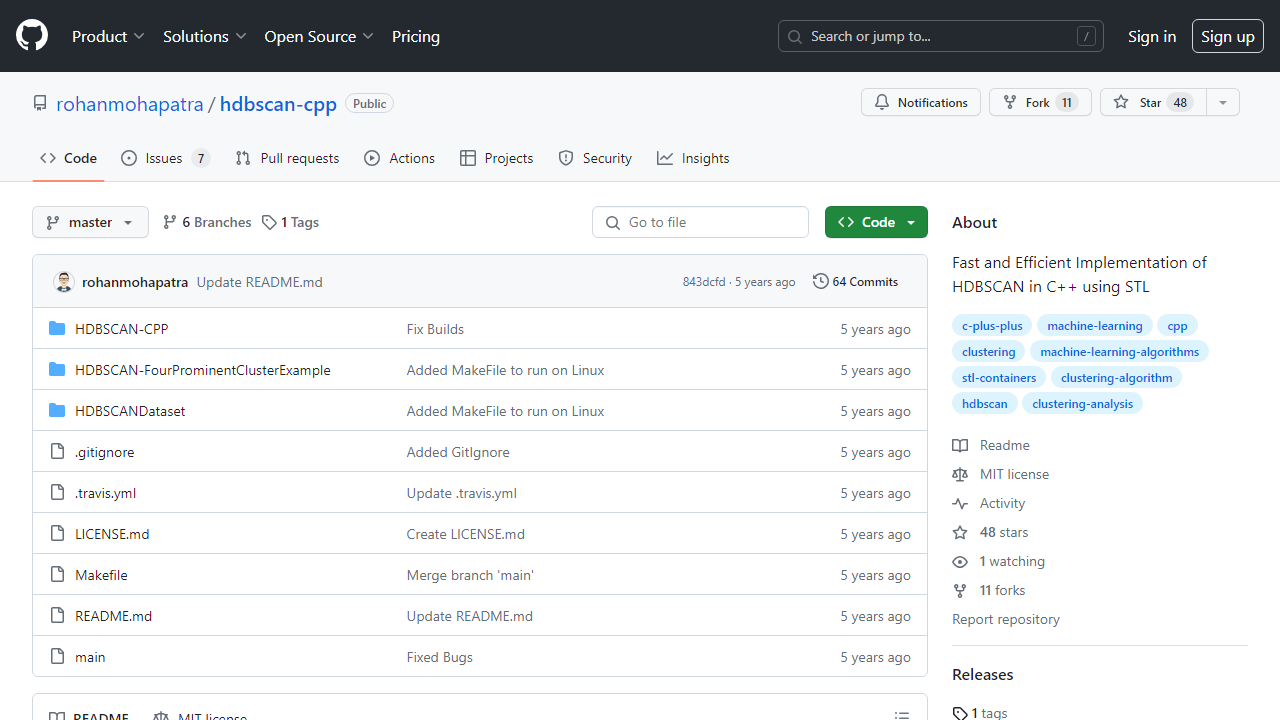 Product Solutions Open Source Pricing Search or jump to... / Sign in Sign up
rohanmohapatra / hdbscan-cpp Public Notifications Fork 11 Star 48
Code Issues 7 Pull requests Actions Projects Security Insights
master 6 Branches 1 Tags Go to file Code
rohanmohapatra Update README.md 843dcfd · 5 years ago 64 Commits
HDBSCAN-CPP Fix Builds 5 years ago
HDBSCAN-FourProminentClusterExample Added MakeFile to run on Linux 5 years ago
HDBSCANDataset Added MakeFile to run on Linux 5 years ago
.gitignore Added GitIgnore 5 years ago
.travis.yml Update .travis.yml 5 years ago
LICENSE.md Create LICENSE.md 5 years ago
Makefile Merge branch 'main' 5 years ago
README.md Update README.md 5 years ago
main Fixed Bugs 5 years ago
README MIT license
About
Fast and Efficient Implementation of
HDBSCAN in C++ using STL
c-plus-plus machine-learning cpp
clustering machine-learning-algorithms
stl-containers clustering-algorithm
hdbscan clustering-analysis
Readme
MIT license
Activity
48 stars
1 watching
11 forks
Report repository
Releases
1 tags